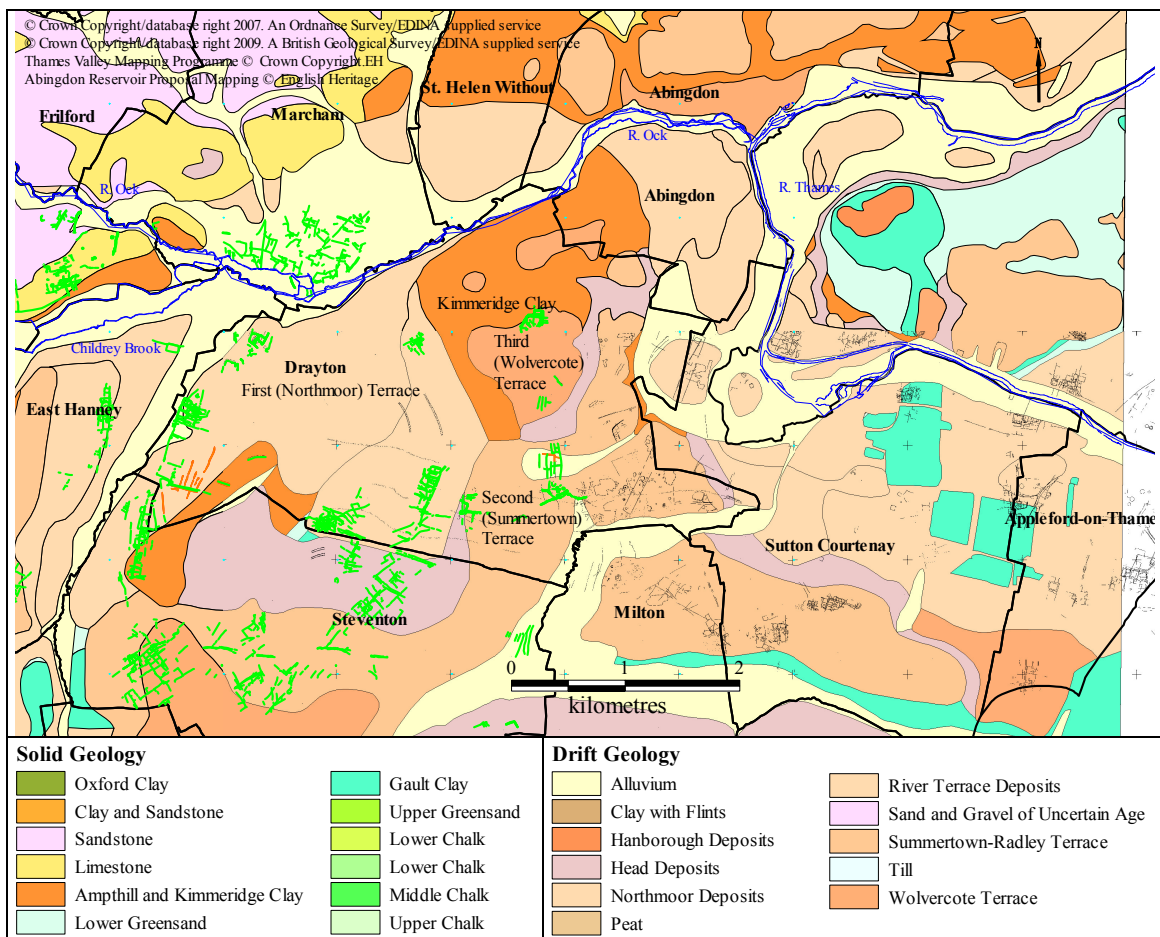 © Crown Copyright/database right 2007. An Ordnance Survey/EDINA supplied service
© Crown Copyright/database right 2009. A British Geological Survey/EDINA supplied service
Thames Valley Mapping Programme © Crown Copyright.EH
Abingdon Reservoir Proposal Mapping © English Heritage
N
St. Helen Without
Abingdon
Frilford
Marcham
R. Ock
R. Ock
Abingdon
R. Thames
Kimmeridge Clay
Childrey Brook
Third
(Wolvercote)
Terrace
Drayton
First (Northmoor) Terrace
East Hanney
Second
(Summertown)
Terrace
Appleford-on-Thames
Sutton Courtenay
Steventon
Milton
0 1 2
kilometres
Solid Geology
Oxford Clay
Clay and Sandstone
Sandstone
Limestone
Ampthill and Kimmeridge Clay
Lower Greensand
Gault Clay
Upper Greensand
Lower Chalk
Lower Chalk
Middle Chalk
Upper Chalk
Drift Geology
Alluvium
Clay with Flints
Hanborough Deposits
Head Deposits
Northmoor Deposits
Peat
River Terrace Deposits
Sand and Gravel of Uncertain Age
Summertown-Radley Terrace
Till
Wolvercote Terrace